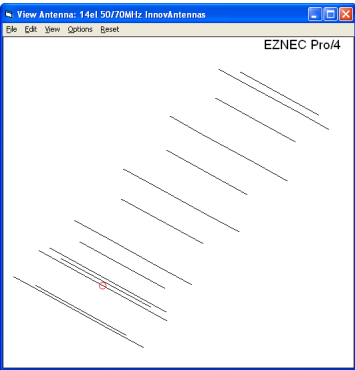 View Antenna: 14el 50/70MHz InnovAntennas
File Edit View Options Reset
EZNEC Pro/4